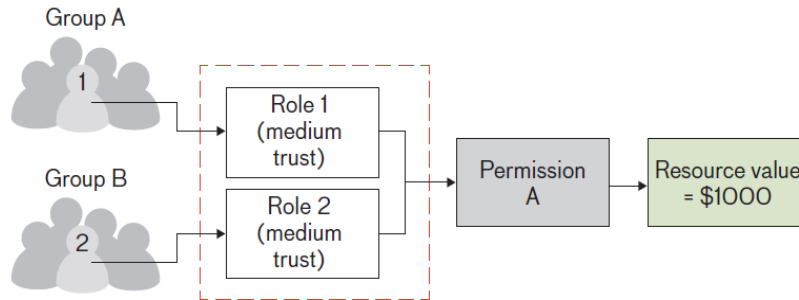 Group A
1
Role 1
(medium
trust)
Group B
2
Role 2
(medium
trust)
Permission
A
Resource value
= $1000